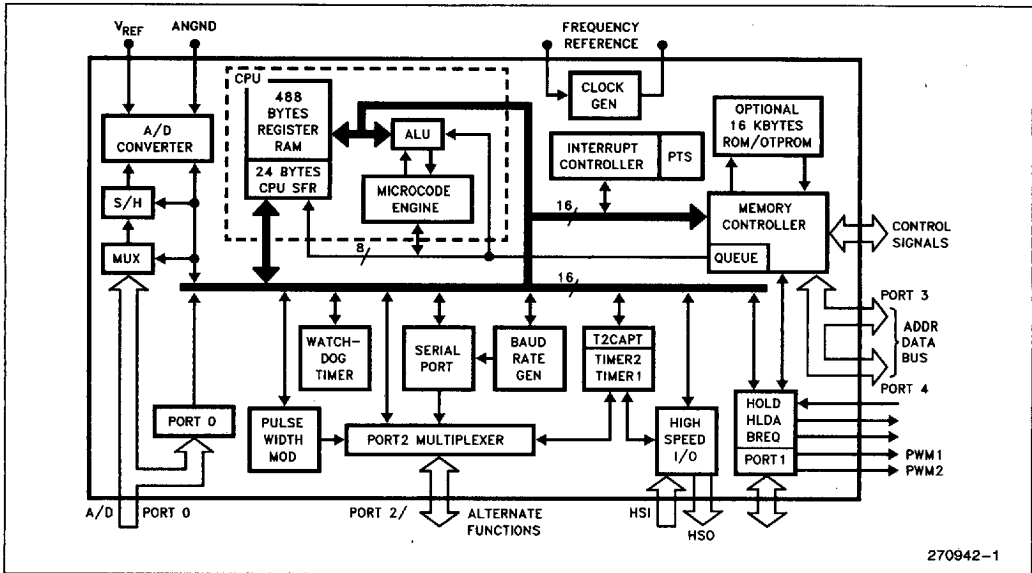 VREF
ANGND
FREQUENCY
REFERENCE
CPU
488
BYTES
REGISTER
RAM
24 BYTES
CPU SFR
ALU
MICROCODE
ENGINE
CLOCK
GEN
INTERRUPT
CONTROLLER
PTS
OPTIONAL
16 KBYTES
ROM/OTPROM
A/D
CONVERTER
S/H
MUX
16
MEMORY
CONTROLLER
QUEUE
CONTROL
SIGNALS
8
16
PORT 3
ADDR
DATA
BUS
PORT 4
WATCH-
DOG
TIMER
SERIAL
PORT
BAUD
RATE
GEN
T2CAPT
TIMER2
TIMER1
PORT 0
PULSE
WIDTH
MOD
PORT2 MULTIPLEXER
HIGH
SPEED
I/O
HOLD
HLDA
BREQ
PORT1
PWM1
PWM2
A/D
PORT 0
PORT 2/
ALTERNATE
FUNCTIONS
HSI
HSO
270942-1